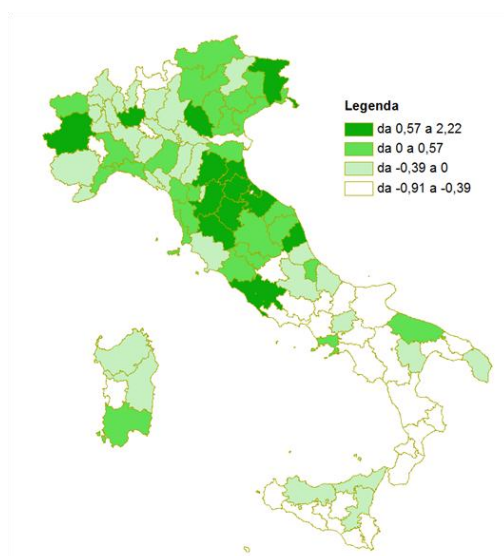 Legenda
da 0,57 a 2,22
da 0 a 0,57
da -0,39 a 0
da -0,91 a -0,39